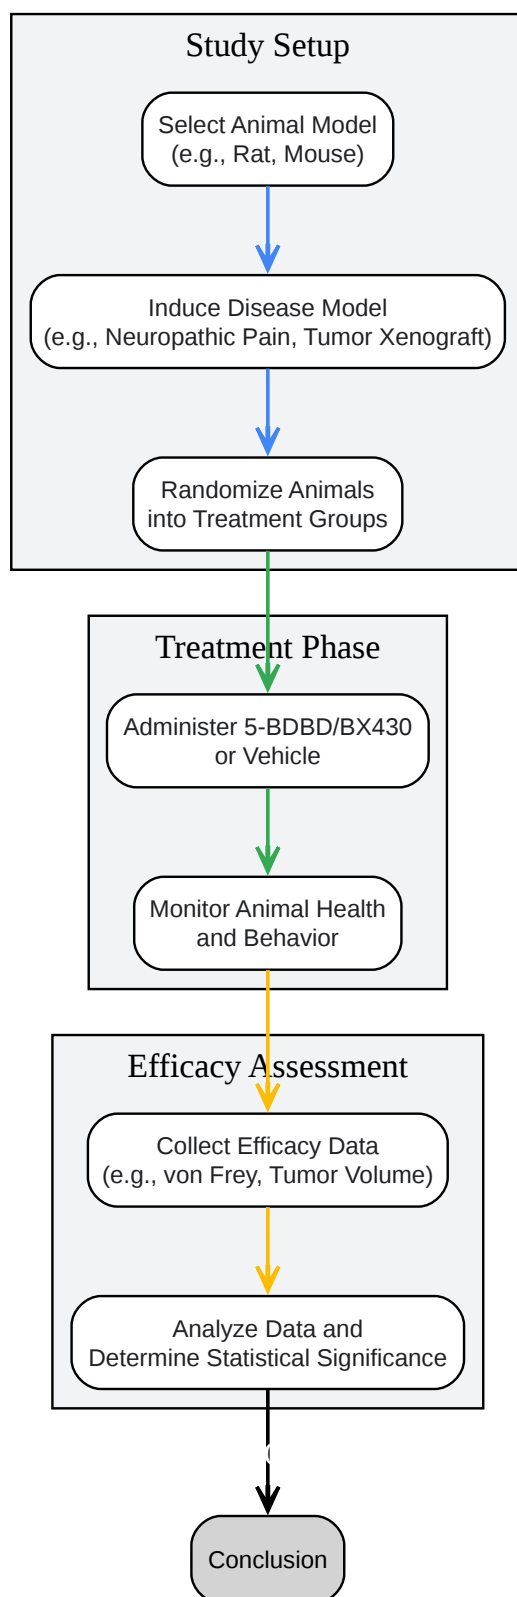 Study Setup
Select Animal Model
(e.g., Rat, Mouse)
Induce Disease Model
(e.g., Neuropathic Pain, Tumor Xenograft)
Randomize Animals
into Treatment Groups
Treatment Phase
Administer 5-BDBD/BX430
or Vehicle
Monitor Animal Health
and Behavior
Efficacy Assessment
Collect Efficacy Data
(e.g., von Frey, Tumor Volume)
Analyze Data and
Determine Statistical Significance
Conclusion